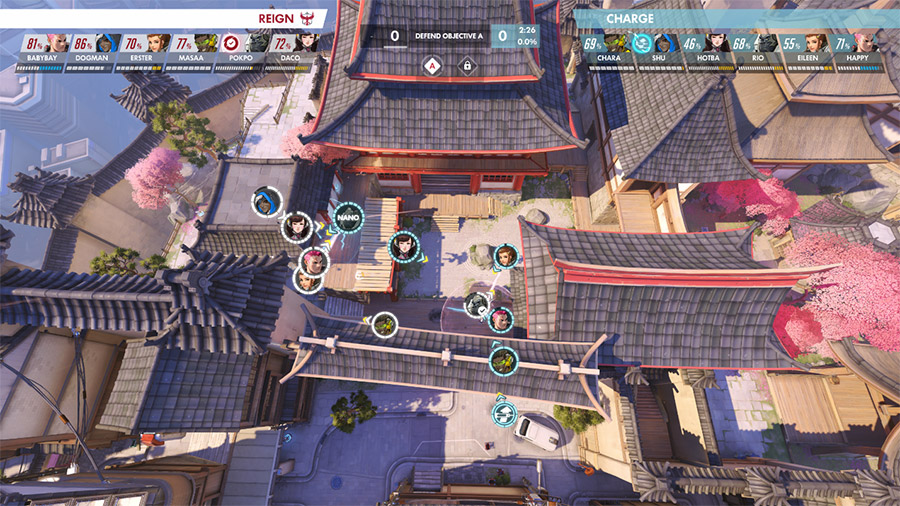 REIGN
81% 86% 70% 77% 72%
BABYBAY DOGMAN ERSTER MASAA POKPO DACO
0 DEFEND OBJECTIVE A 0
2:26
0.0%
A
CHARGE
69% 46% 68% 55% 71%
CHARA SHU HOTBA RIO EILEEN HAPPY
NANO